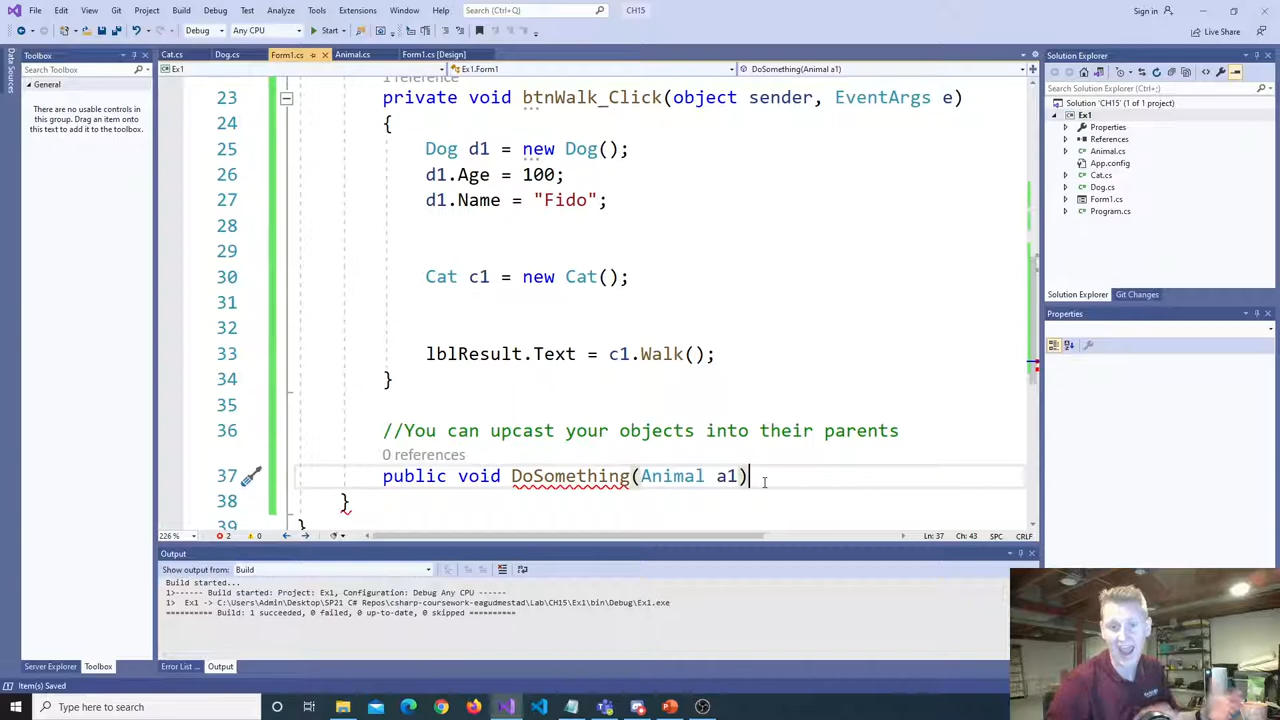 File Edit View Git Project Build Debug Test Analyze Tools Extensions Window Help Search (Ctrl+Q) CH15 Sign in
Debug Any CPU Start Live Share
Data Sources
Toolbox
Search Toolbox
General
There are no usable controls in
this group. Drag an item onto
this text to add it to the toolbox.
Cat.cs Dog.cs Form1.cs Animal.cs Form1.cs [Design]
Ex1 Ex1.Form1 DoSomething(Animal a1)
1 reference
23 private void btnWalk_Click(object sender, EventArgs e)
24 {
25 Dog d1 = new Dog();
26 d1.Age = 100;
27 d1.Name = "Fido";
28
29
30 Cat c1 = new Cat();
31
32
33 lblResult.Text = c1.Walk();
34 }
35
36 //You can upcast your objects into their parents
0 references
37 public void DoSomething(Animal a1)
38 }
39 }
226 % 2 0 Ln: 37 Ch: 43 SPC CRLF
Output
Show output from: Build
Build started...
1>------ Build started: Project: Ex1, Configuration: Debug Any CPU ------
1> Ex1 -> C:\Users\Admin\Desktop\SP21 C# Repos\csharp-coursework-eagudmestad\Lab\CH15\Ex1\bin\Debug\Ex1.exe
========== Build: 1 succeeded, 0 failed, 0 up-to-date, 0 skipped ==========
Server Explorer Toolbox Error List ... Output
Item(s) Saved
Type here to search
Solution Explorer
Search Solution Explorer (Ctrl+;)
Solution 'CH15' (1 of 1 project)
Ex1
Properties
References
Animal.cs
App.config
Cat.cs
Dog.cs
Form1.cs
Program.cs
Solution Explorer Git Changes
Properties